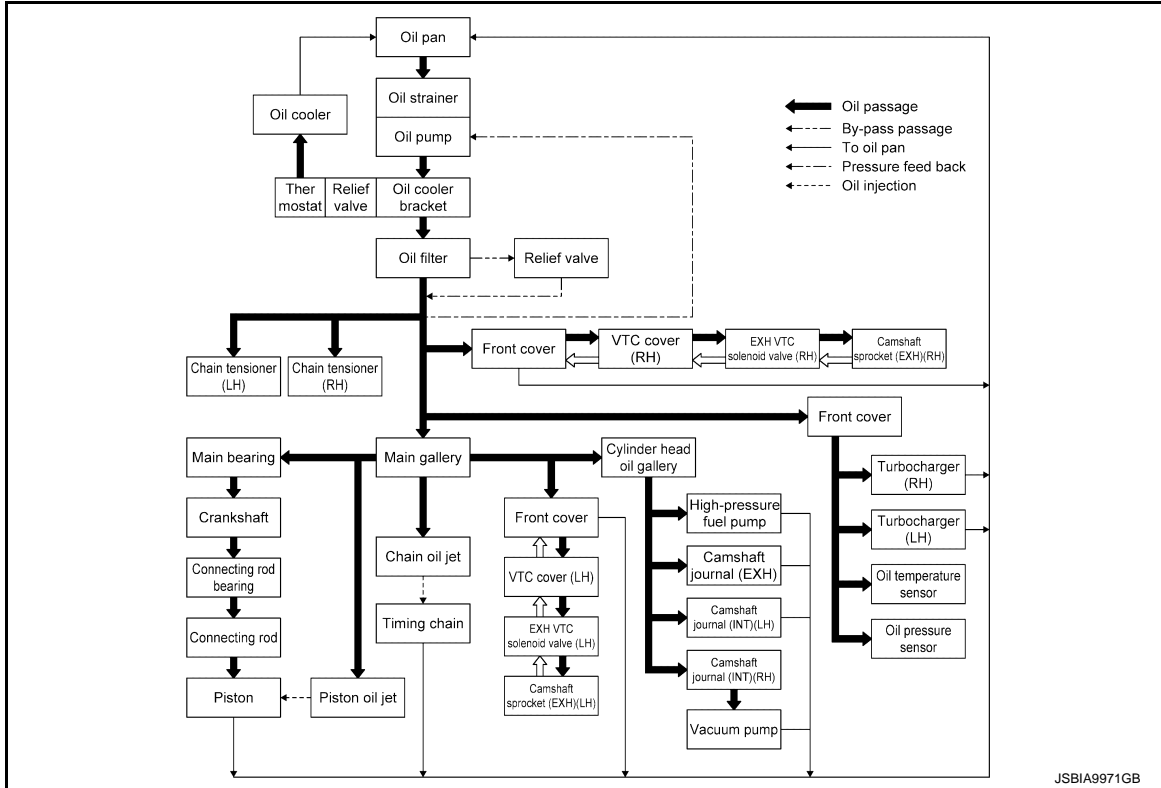 Oil pan
Oil strainer
Oil cooler
Oil pump
Oil passage
By-pass passage
To oil pan
Pressure feed back
Oil injection
Ther
mostat
Relief
valve
Oil cooler
bracket
Oil filter
Relief valve
Chain tensioner
(LH)
Chain tensioner
(RH)
Front cover
VTC cover
(RH)
EXH VTC
solenoid valve (RH)
Camshaft
sprocket (EXH)(RH)
Front cover
Main bearing
Main gallery
Cylinder head
oil gallery
Turbocharger
(RH)
Crankshaft
Front cover
High-pressure
fuel pump
Turbocharger
(LH)
Chain oil jet
Connecting rod
bearing
VTC cover (LH)
Camshaft
journal (EXH)
Oil temperature
sensor
Timing chain
Connecting rod
EXH VTC
solenoid valve (LH)
Camshaft
journal (INT)(LH)
Oil pressure
sensor
Piston
Piston oil jet
Camshaft
sprocket (EXH)(LH)
Camshaft
journal (INT)(RH)
Vacuum pump
JSBIA9971GB